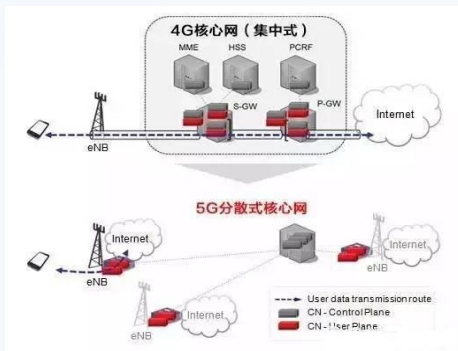 4G核心网（集中式）
MME HSS PCRF
S-GW P-GW
Internet
eNB
5G分散式核心网
Internet
Internet
eNB
eNB
Internet
eNB
User data transmission route
CN - Control Plane
CN - User Plane